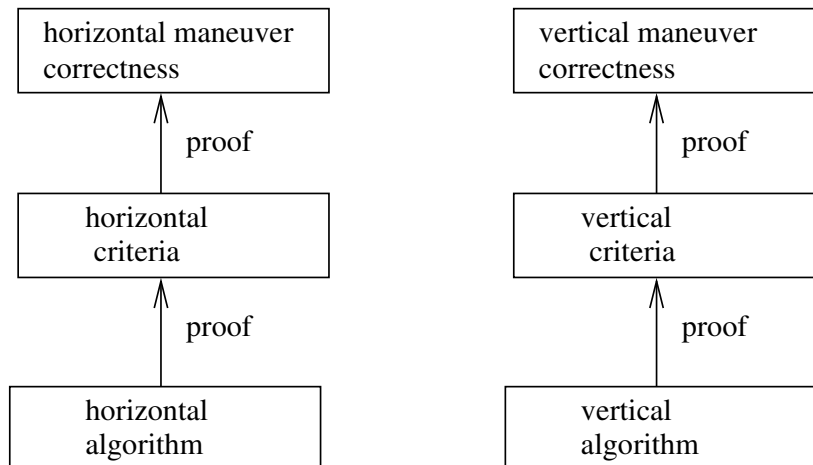 horizontal maneuver
correctness
proof
horizontal
criteria
proof
horizontal
algorithm
vertical maneuver
correctness
proof
vertical
criteria
proof
vertical
algorithm